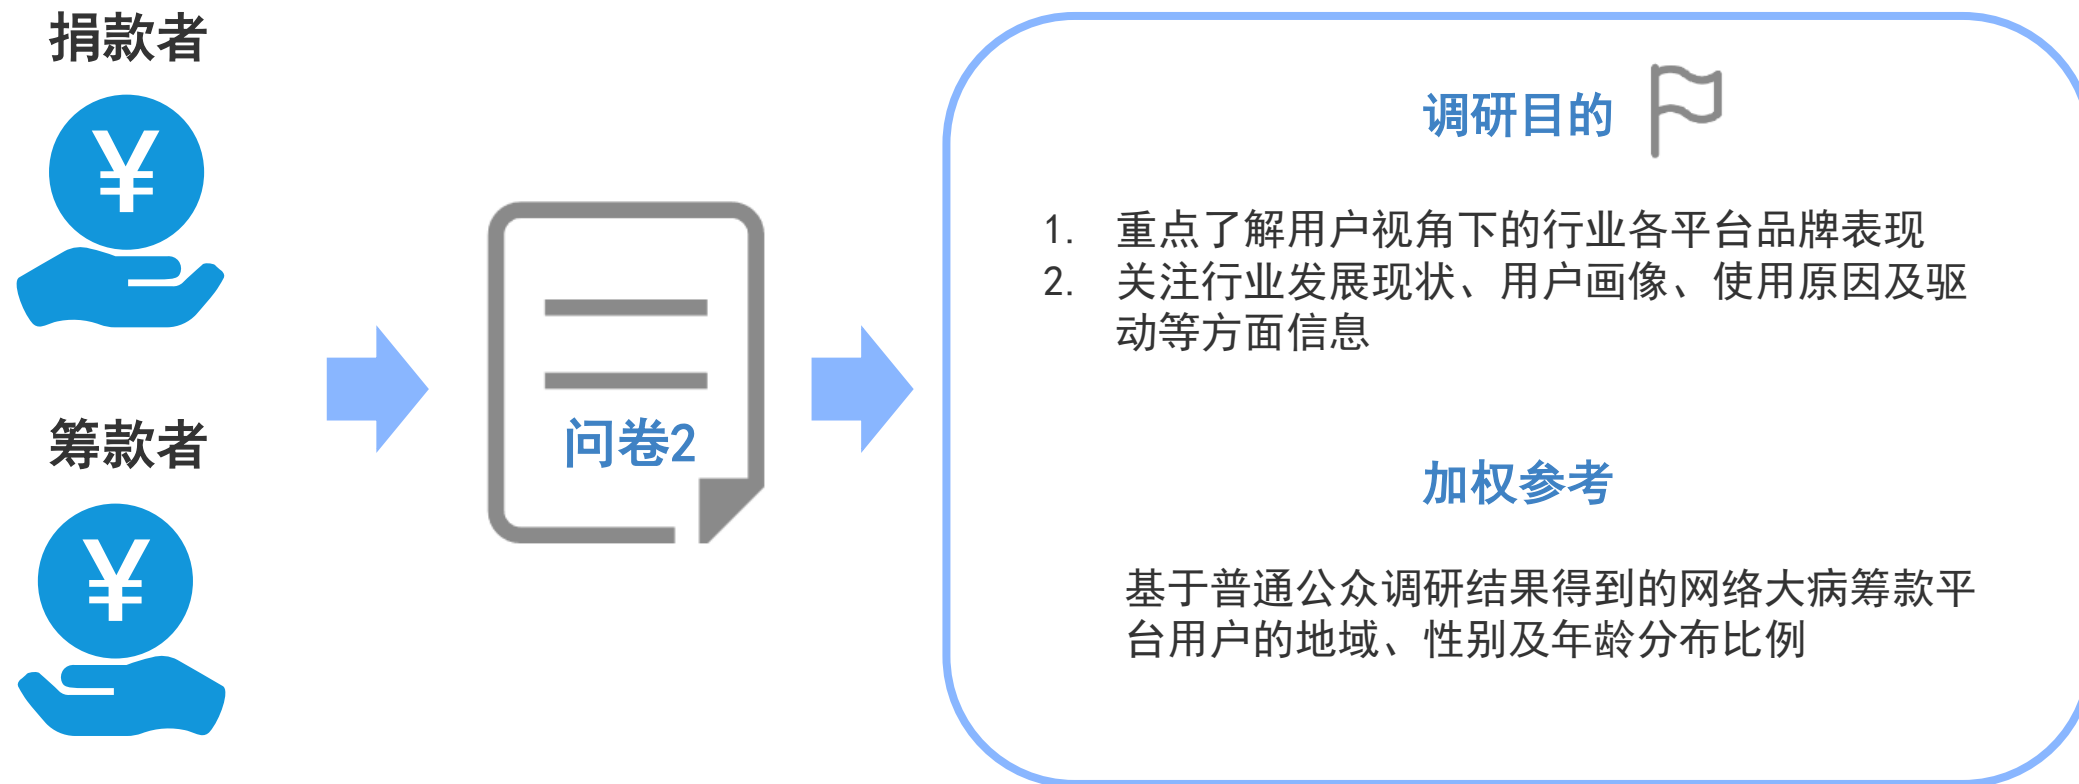 捐款者
¥
筹款者
¥
问卷2
调研目的
1. 重点了解用户视角下的行业各平台品牌表现
2. 关注行业发展现状、用户画像、使用原因及驱
动等方面信息
加权参考
基于普通公众调研结果得到的网络大病筹款平
台用户的地域、性别及年龄分布比例